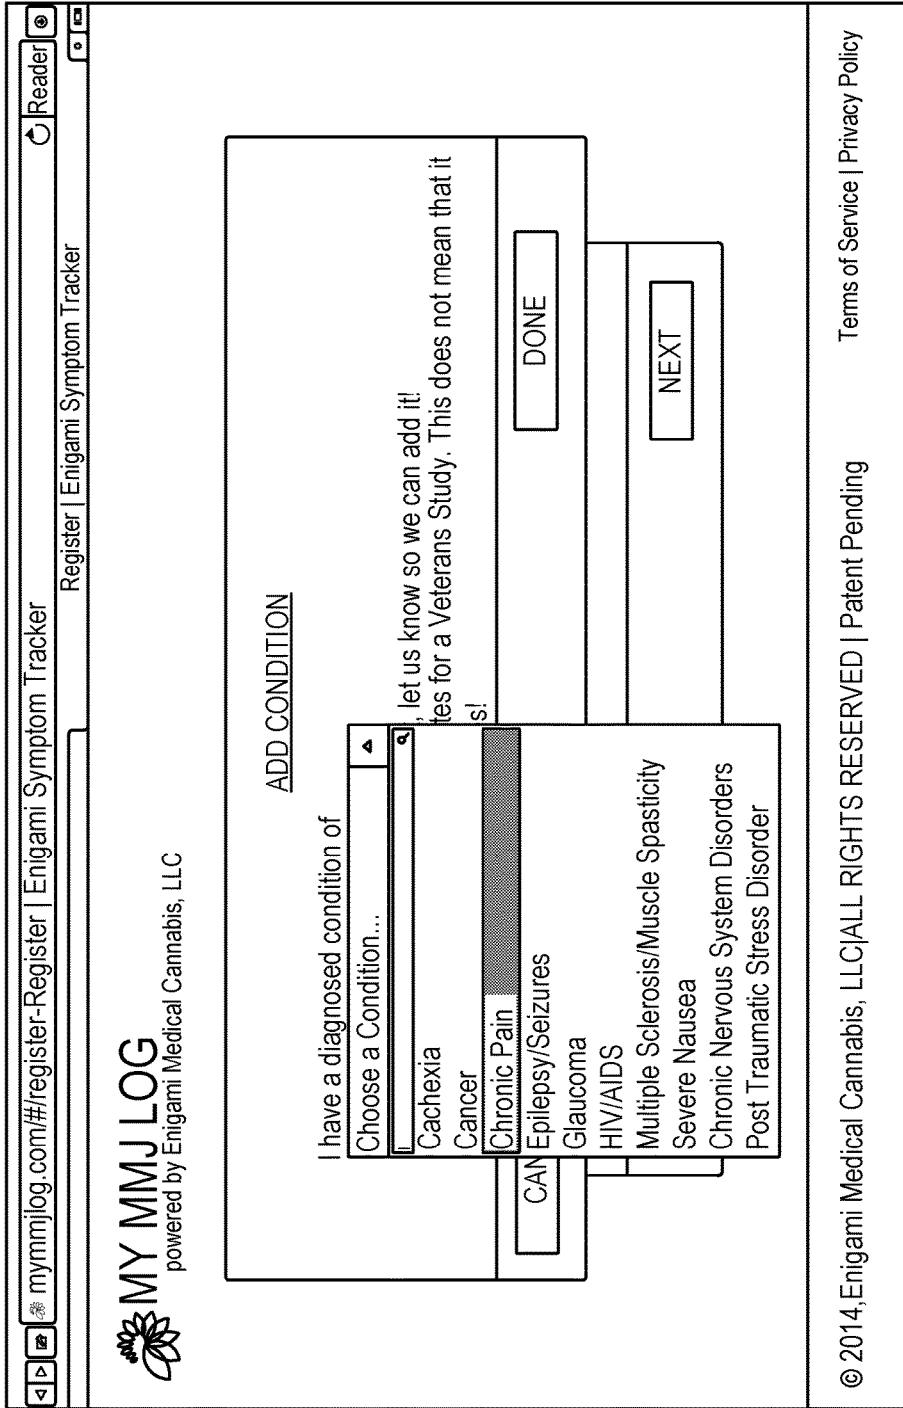 mymmjlog.com/#/register-Register | Enigami Symptom Tracker
Reader
Register | Enigami Symptom Tracker
MY MMJ LOG
powered by Enigami Medical Cannabis, LLC
ADD CONDITION
I have a diagnosed condition of
Choose a Condition...
, let us know so we can add it!
tes for a Veterans Study. This does not mean that it
s!
Cachexia
Cancer
Chronic Pain
Epilepsy/Seizures
Glaucoma
HIV/AIDS
Multiple Sclerosis/Muscle Spasticity
Severe Nausea
Chronic Nervous System Disorders
Post Traumatic Stress Disorder
CAN
DONE
NEXT
© 2014,Enigami Medical Cannabis, LLC|ALL RIGHTS RESERVED | Patent Pending
Terms of Service | Privacy Policy